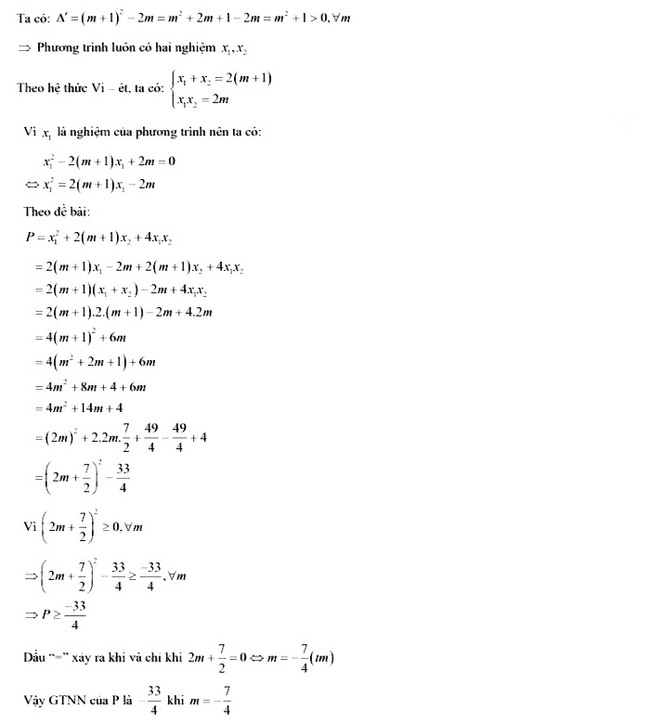 Ta có: Δ' = (m + 1)² − 2m = m² + 2m + 1 − 2m = m² + 1 > 0, ∀m
⇒ Phương trình luôn có hai nghiệm x₁, x₂
Theo hệ thức Vi – ét, ta có: { x₁ + x₂ = 2(m + 1)
x₁x₂ = 2m
Vì x₁ là nghiệm của phương trình nên ta có:
x₁² − 2(m + 1)x₁ + 2m = 0
⇔ x₁² = 2(m + 1)x₁ − 2m
Theo đề bài:
P = x₁² + 2(m + 1)x₂ + 4x₁x₂
= 2(m + 1)x₁ − 2m + 2(m + 1)x₂ + 4x₁x₂
= 2(m + 1)(x₁ + x₂) − 2m + 4x₁x₂
= 2(m + 1).2.(m + 1) − 2m + 4.2m
= 4(m + 1)² + 6m
= 4(m² + 2m + 1) + 6m
= 4m² + 8m + 4 + 6m
= 4m² + 14m + 4
= (2m)² + 2.2m.7/2 + 49/4 − 49/4 + 4
= (2m + 7/2)² − 33/4
Vì (2m + 7/2)² ≥ 0, ∀m
⇒ (2m + 7/2)² − 33/4 ≥ −33/4, ∀m
⇒ P ≥ −33/4
Dấu “=” xảy ra khi và chỉ khi 2m + 7/2 = 0 ⇔ m = −7/4 (tm)
Vậy GTNN của P là −33/4 khi m = −7/4